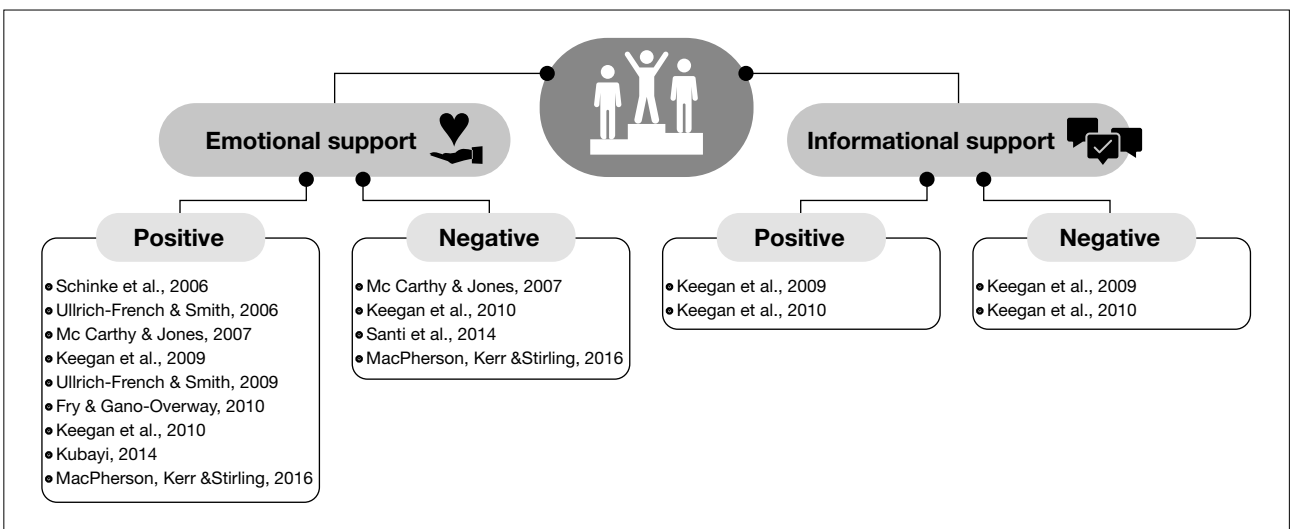 Emotional support
Informational support
Positive
Schinke et al., 2006
Ullrich-French & Smith, 2006
Mc Carthy & Jones, 2007
Keegan et al., 2009
Ullrich-French & Smith, 2009
Fry & Gano-Overway, 2010
Keegan et al., 2010
Kubayi, 2014
MacPherson, Kerr &Stirling, 2016
Negative
Mc Carthy & Jones, 2007
Keegan et al., 2010
Santi et al., 2014
MacPherson, Kerr &Stirling, 2016
Positive
Keegan et al., 2009
Keegan et al., 2010
Negative
Keegan et al., 2009
Keegan et al., 2010